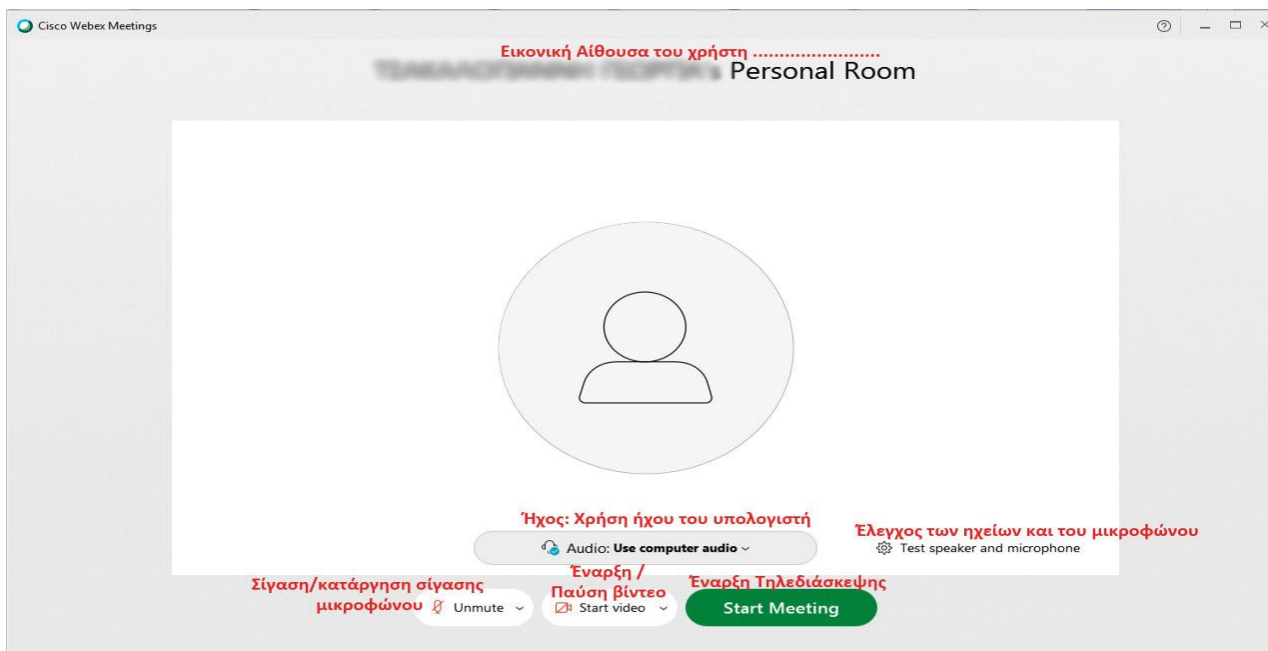 Cisco Webex Meetings
Εικονική Αίθουσα του χρήστη ........................
Personal Room
Ήχος: Χρήση ήχου του υπολογιστή
Audio: Use computer audio
Έλεγχος των ηχείων και του μικροφώνου
Test speaker and microphone
Σίγαση/κατάργηση σίγασης
μικροφώνου
Unmute
Έναρξη /
Παύση βίντεο
Start video
Έναρξη Τηλεδιάσκεψης
Start Meeting